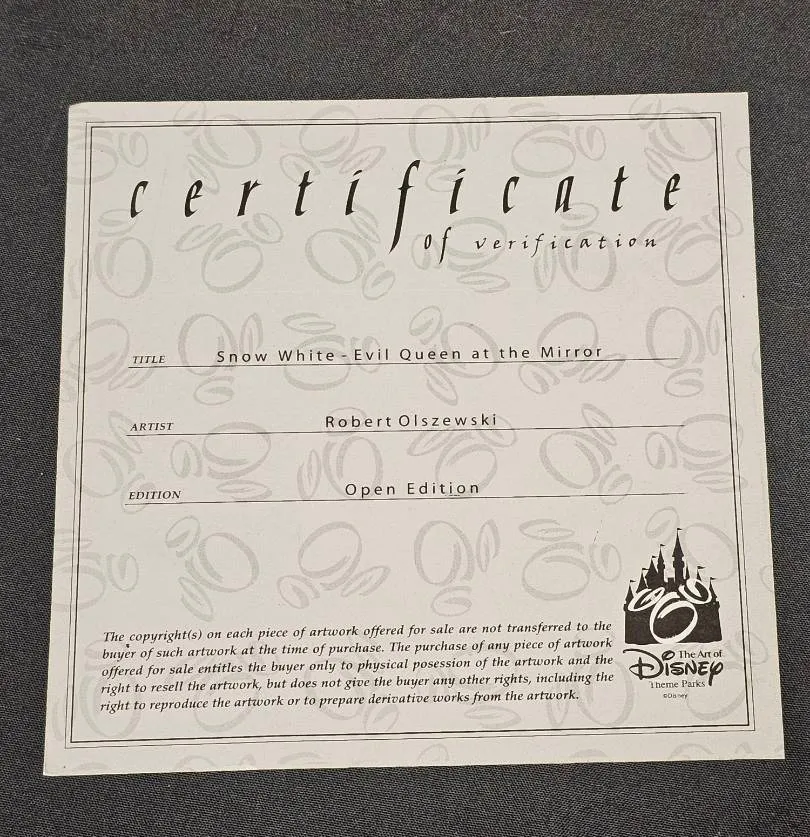 certificate
of verification
TITLE Snow White - Evil Queen at the Mirror
ARTIST Robert Olszewski
EDITION Open Edition
The copyright(s) on each piece of artwork offered for sale are not transferred to the
buyer of such artwork at the time of purchase. The purchase of any piece of artwork
offered for sale entitles the buyer only to physical posession of the artwork and the
right to resell the artwork, but does not give the buyer any other rights, including the
right to reproduce the artwork or to prepare derivative works from the artwork.
The Art of
Disney
Theme Parks
©Disney